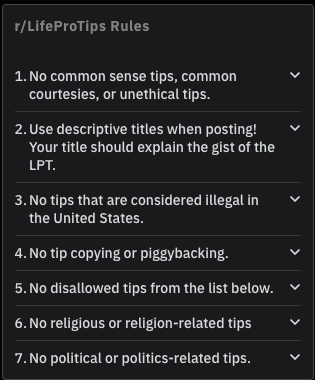 r/LifeProTips Rules
1. No common sense tips, common
courtesies, or unethical tips.
2. Use descriptive titles when posting!
Your title should explain the gist of the
LPT.
3. No tips that are considered illegal in
the United States.
4. No tip copying or piggybacking.
5. No disallowed tips from the list below.
6. No religious or religion-related tips
7. No political or politics-related tips.